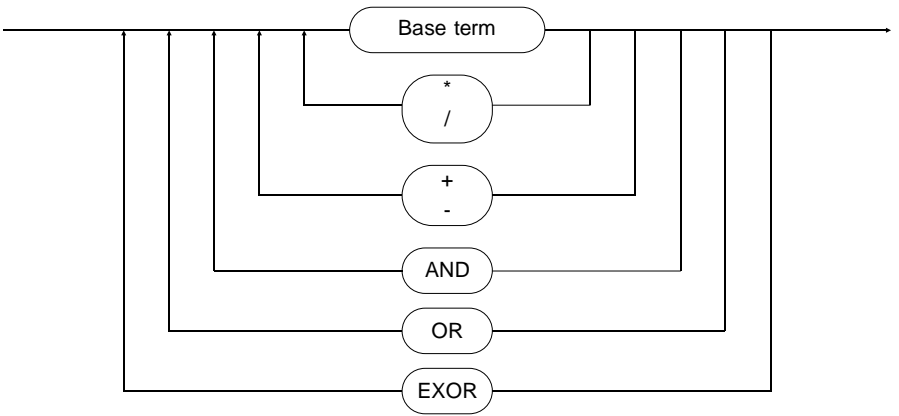 Base term
*
/
+
-
AND
OR
EXOR